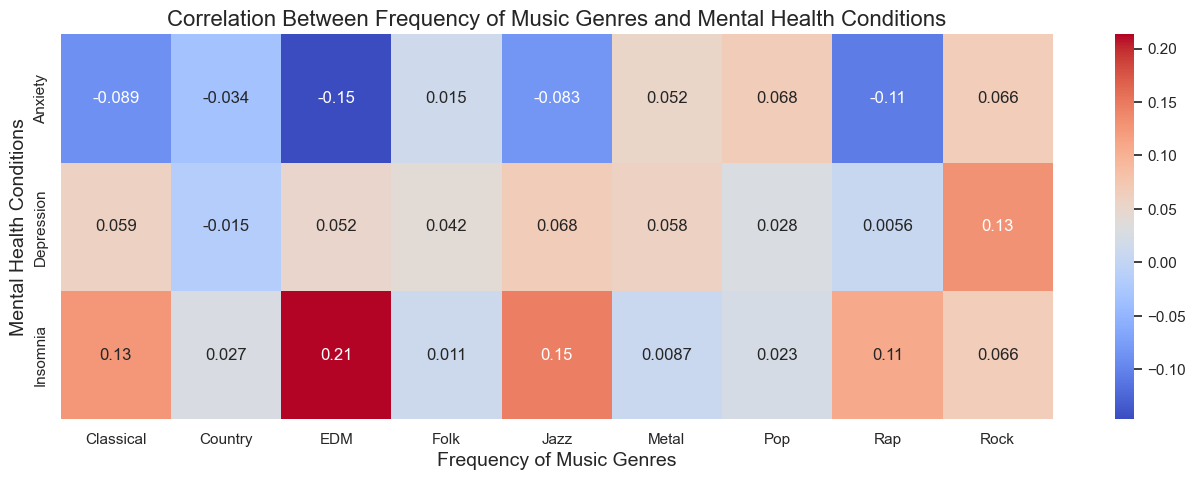 Correlation Between Frequency of Music Genres and Mental Health Conditions
Mental Health Conditions
Anxiety
-0.089 -0.034 -0.15 0.015 -0.083 0.052 0.068 -0.11 0.066
Depression
0.059 -0.015 0.052 0.042 0.068 0.058 0.028 0.0056 0.13
Insomnia
0.13 0.027 0.21 0.011 0.15 0.0087 0.023 0.11 0.066
Classical Country EDM Folk Jazz Metal Pop Rap Rock
Frequency of Music Genres
0.20
0.15
0.10
0.05
0.00
−0.05
−0.10